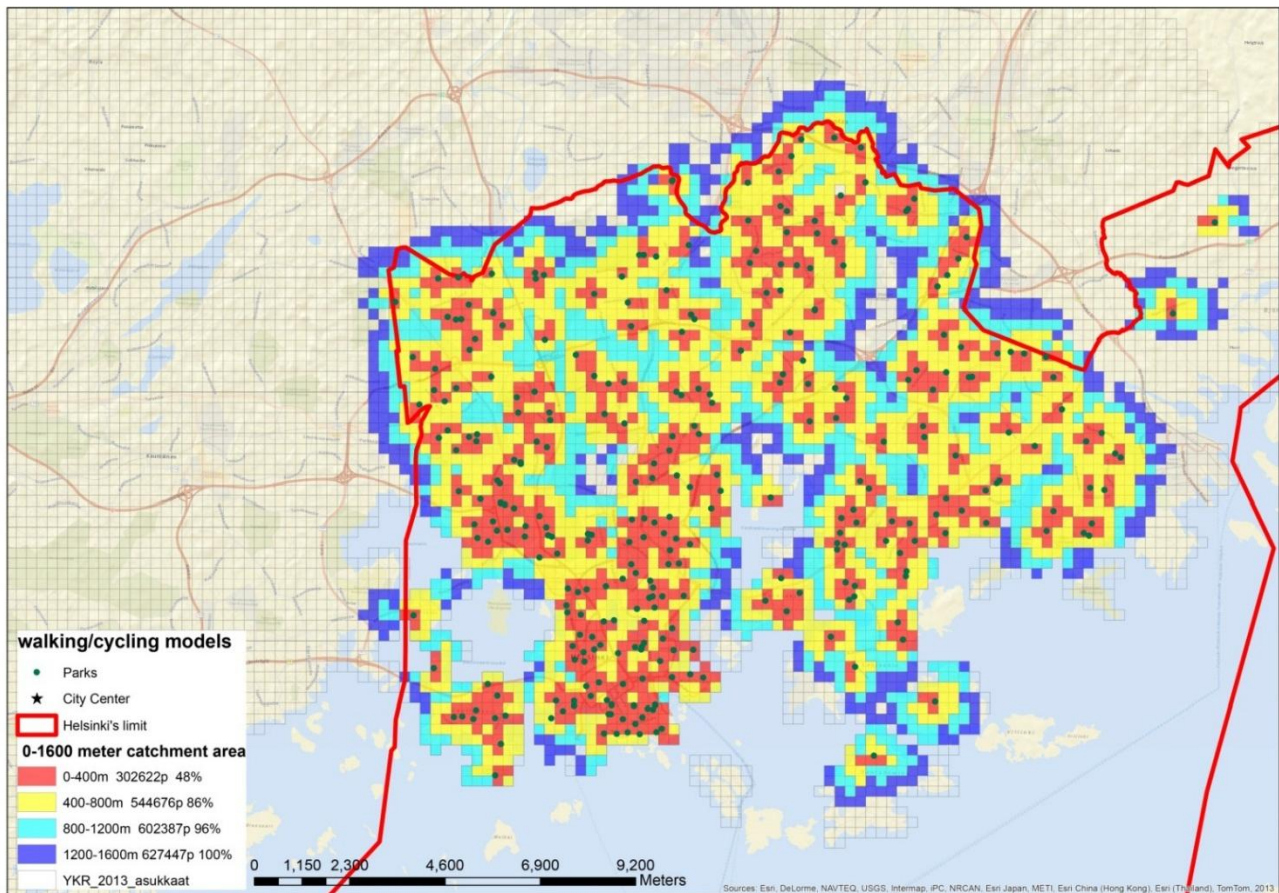 walking/cycling models
Parks
City Center
Helsinki's limit
0-1600 meter catchment area
0-400m 302622p 48%
400-800m 544676p 86%
800-1200m 602387p 96%
1200-1600m 627447p 100%
YKR_2013_asukkaat
0 1,150 2,300 4,600 6,900 9,200
Meters
Sources: Esri, DeLorme, NAVTEQ, USGS, Intermap, iPC, NRCAN, Esri Japan, METI, Esri China (Hong Kong), Esri (Thailand), TomTom, 2013